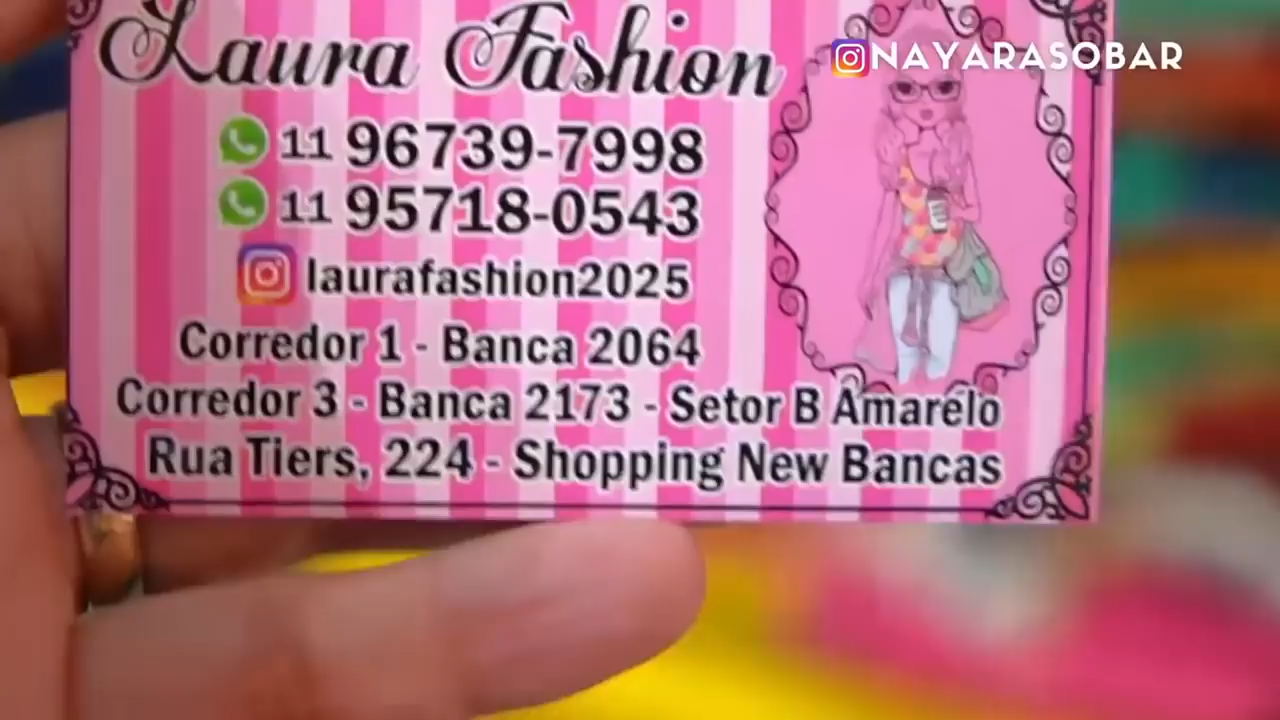 Laura Fashion
NAYARASOBAR
11 96739-7998
11 95718-0543
laurafashion2025
Corredor 1 - Banca 2064
Corredor 3 - Banca 2173 - Setor B Amarelo
Rua Tiers, 224 - Shopping New Bancas